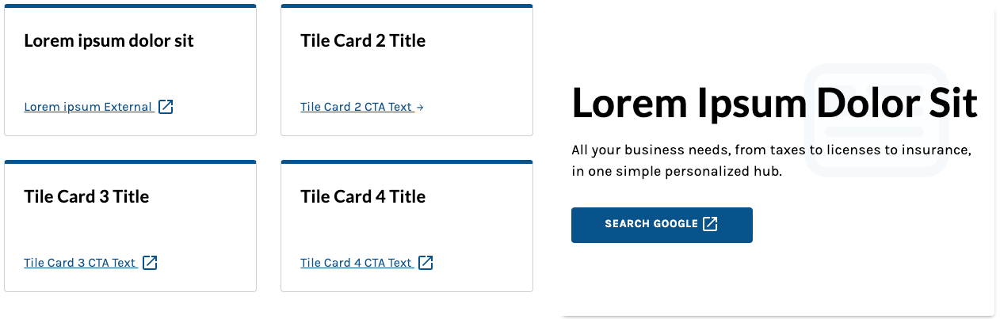 Lorem ipsum dolor sit
Lorem ipsum External
Tile Card 2 Title
Tile Card 2 CTA Text →
Tile Card 3 Title
Tile Card 3 CTA Text
Tile Card 4 Title
Tile Card 4 CTA Text
Lorem Ipsum Dolor Sit
All your business needs, from taxes to licenses to insurance,
in one simple personalized hub.
SEARCH GOOGLE